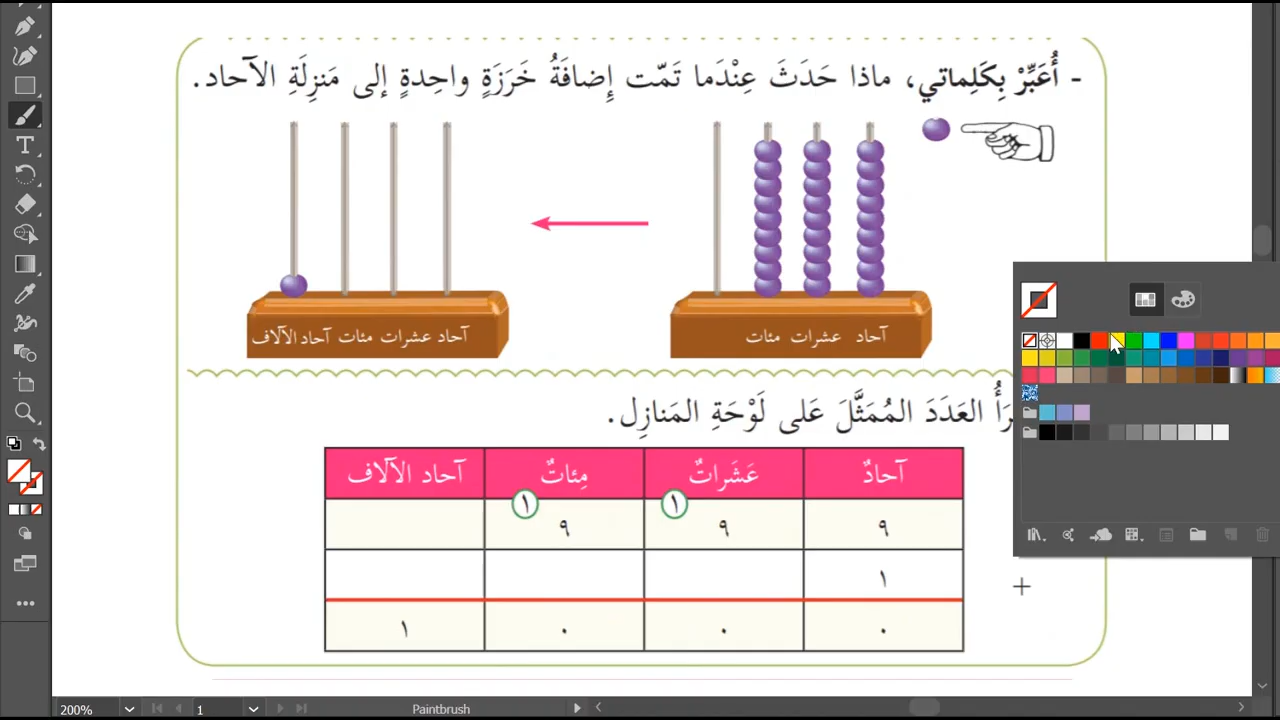 - أُعَبِّرْ بِكَلِماتي، ماذا حَدَثَ عِنْدَما تَمّت إِضافَةُ خَرَزَةٍ واحِدةٍ إلى مَنزِلَةِ الآحاد.
آحاد عشرات مئات
آحاد عشرات مئات آحاد الآلاف
العَدَدَ المُمَثَّلَ عَلى لَوْحَةِ المَنازِل.
آحادٌ عَشَراتٌ مِئاتٌ آحاد الآلاف
١ ١
٩ ٩ ٩
+ ١
٠ ٠ ٠ ١
200% 1 Paintbrush